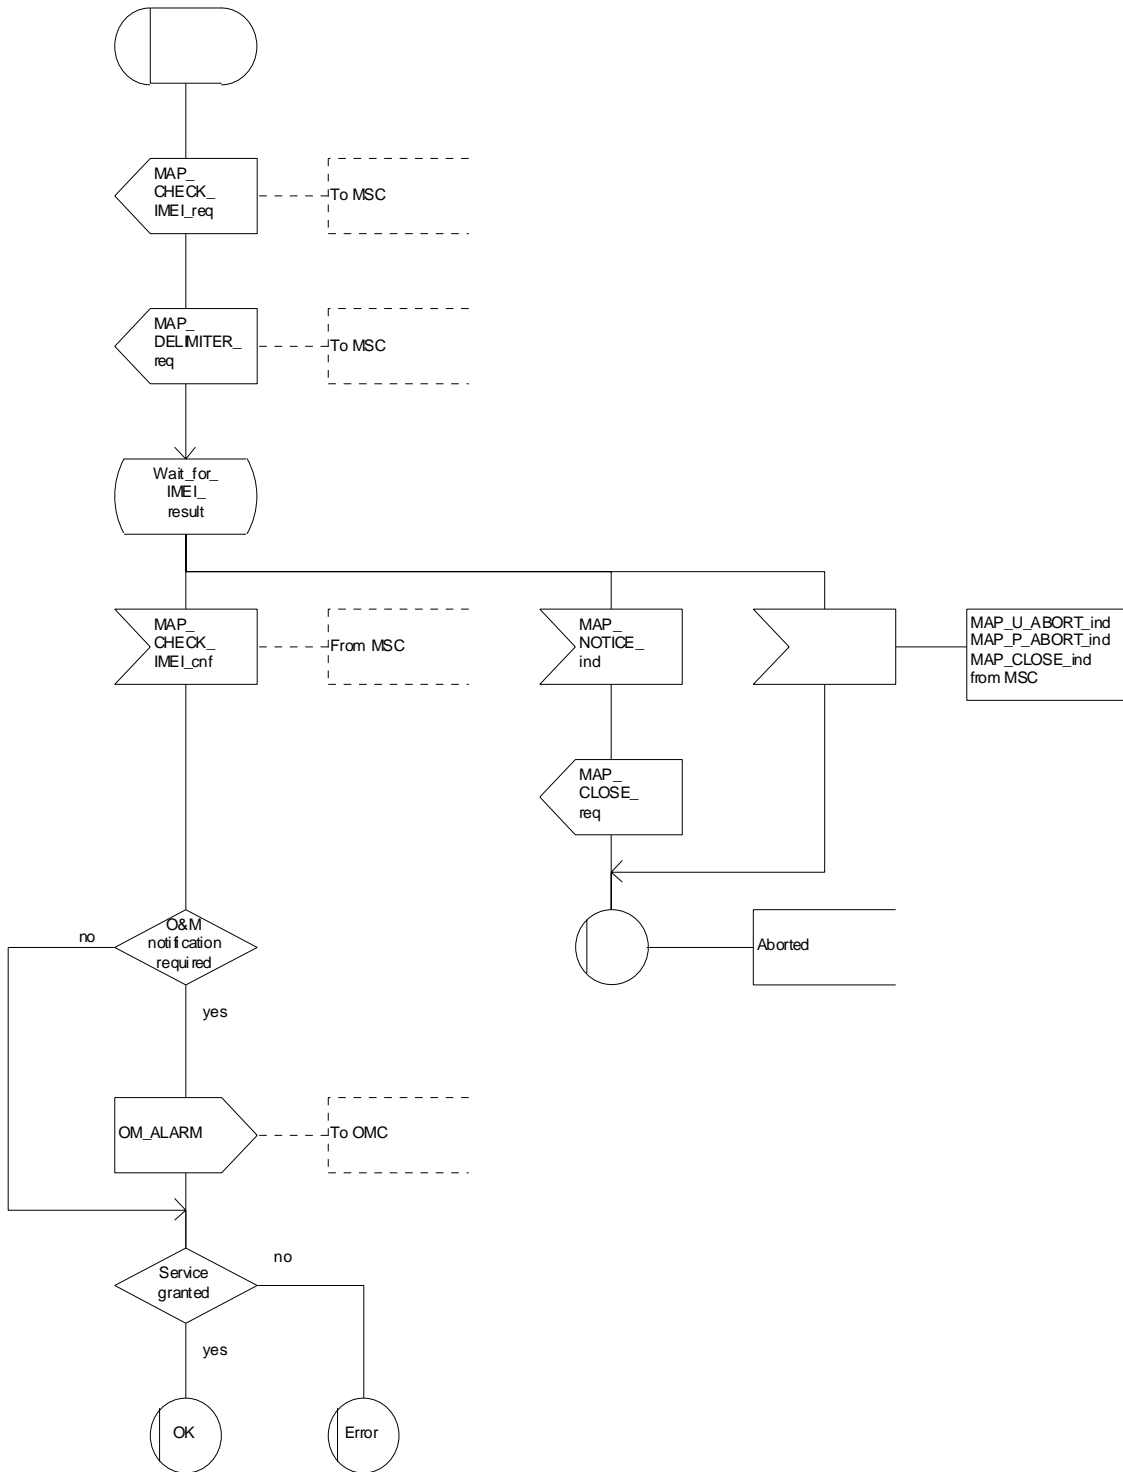 MAP_
CHECK_
IMEI_req
To MSC
MAP_
DELIMITER_
req
To MSC
Wait_for_
IMEI_
result
MAP_
CHECK_
IMEI_cnf
From MSC
MAP_
NOTICE_
ind
MAP_U_ABORT_ind
MAP_P_ABORT_ind
MAP_CLOSE_ind
from MSC
MAP_
CLOSE_
req
O&M
notification
required
no
yes
Aborted
OM_ALARM
To OMC
Service
granted
no
yes
OK
Error